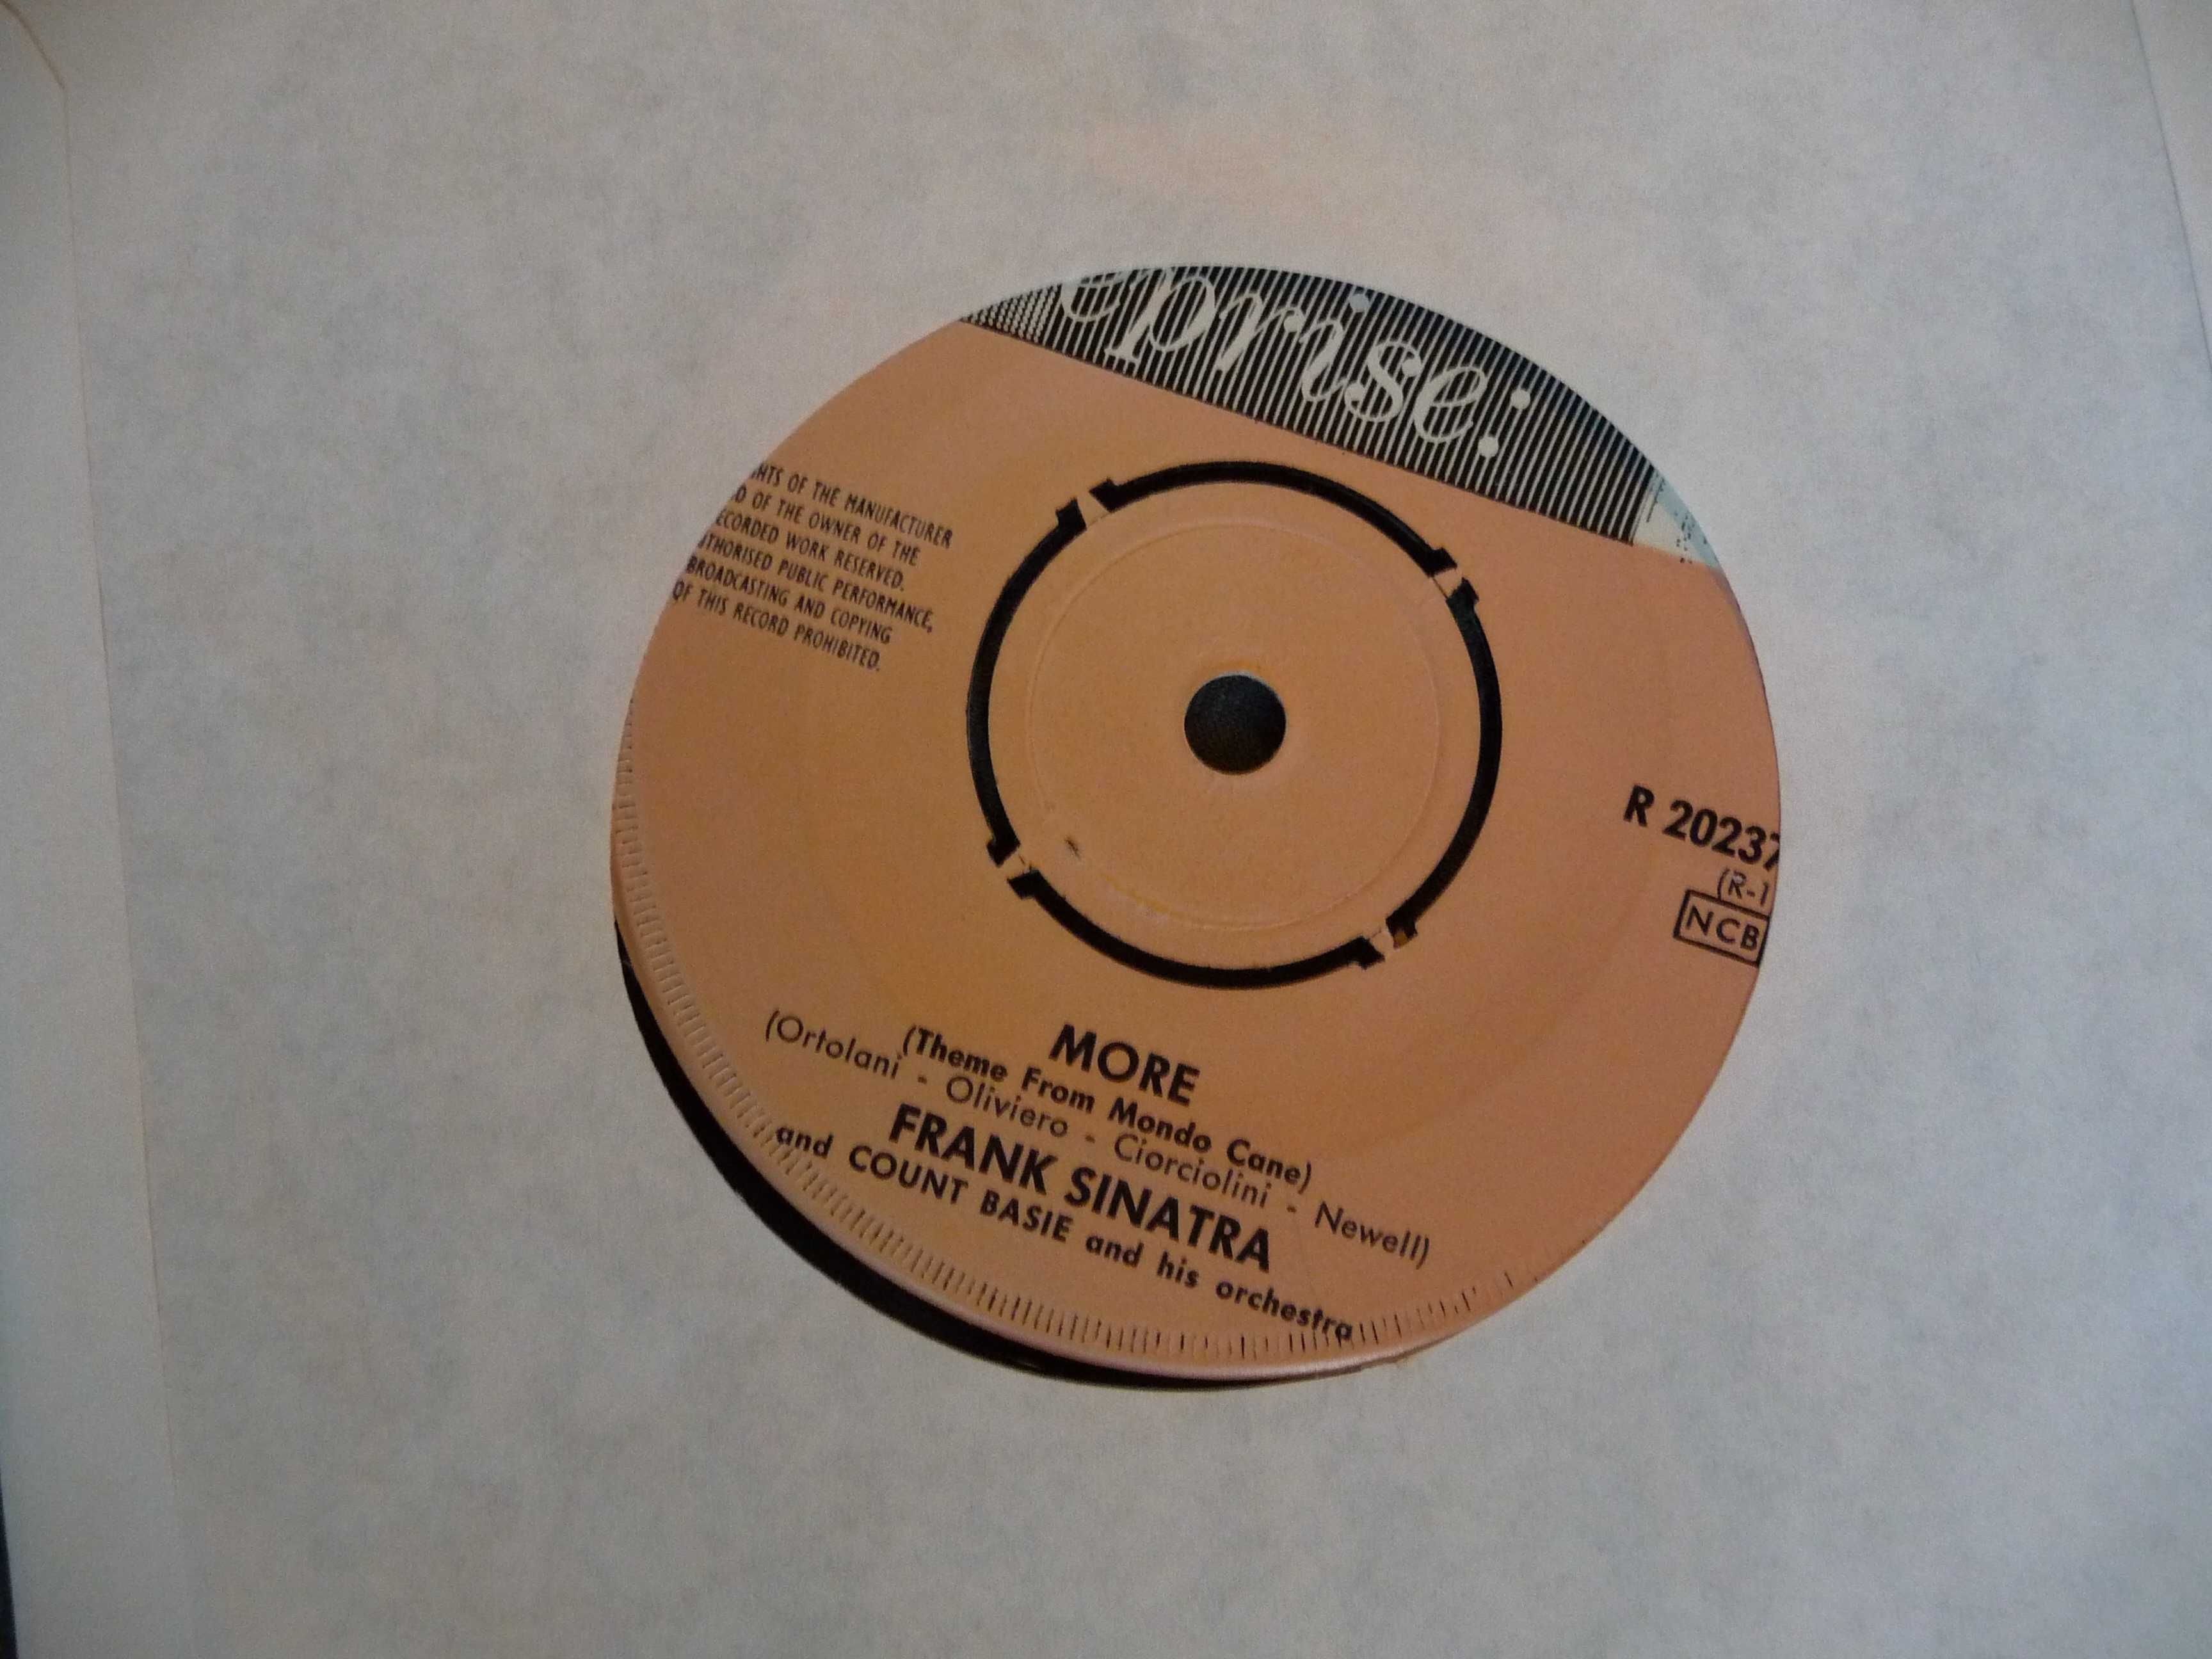 eprise:
HTS OF THE MANUFACTURER
D OF THE OWNER OF THE
ECORDED WORK RESERVED.
THORISED PUBLIC PERFORMANCE,
BROADCASTING AND COPYING
OF THIS RECORD PROHIBITED.
R 20237
(R-1
NCB
MORE
(Theme From Mondo Cane)
(Ortolani - Oliviero - Ciorciolini - Newell)
FRANK SINATRA
and COUNT BASIE and his orchestra